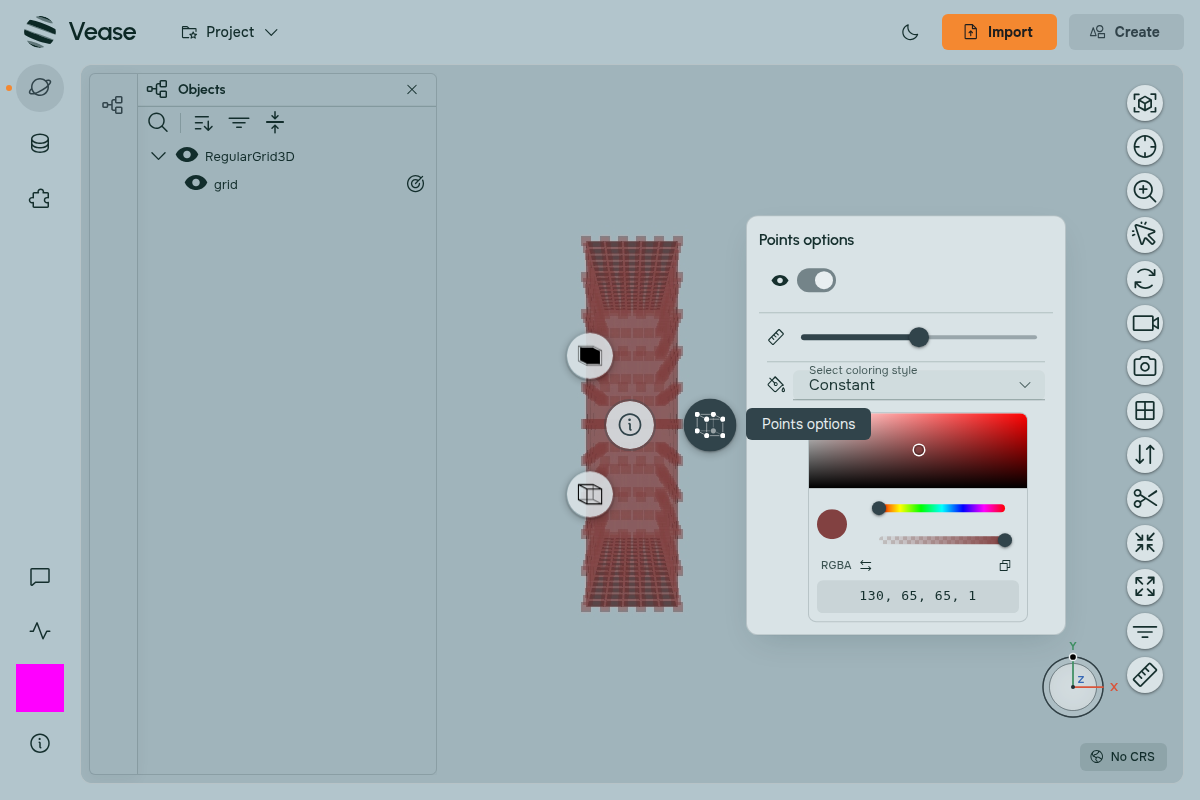 Vease
Project
Import
Create
Objects
RegularGrid3D
grid
Points options
Select coloring style
Constant
Points options
RGBA
130, 65, 65, 1
Y
Z
X
No CRS